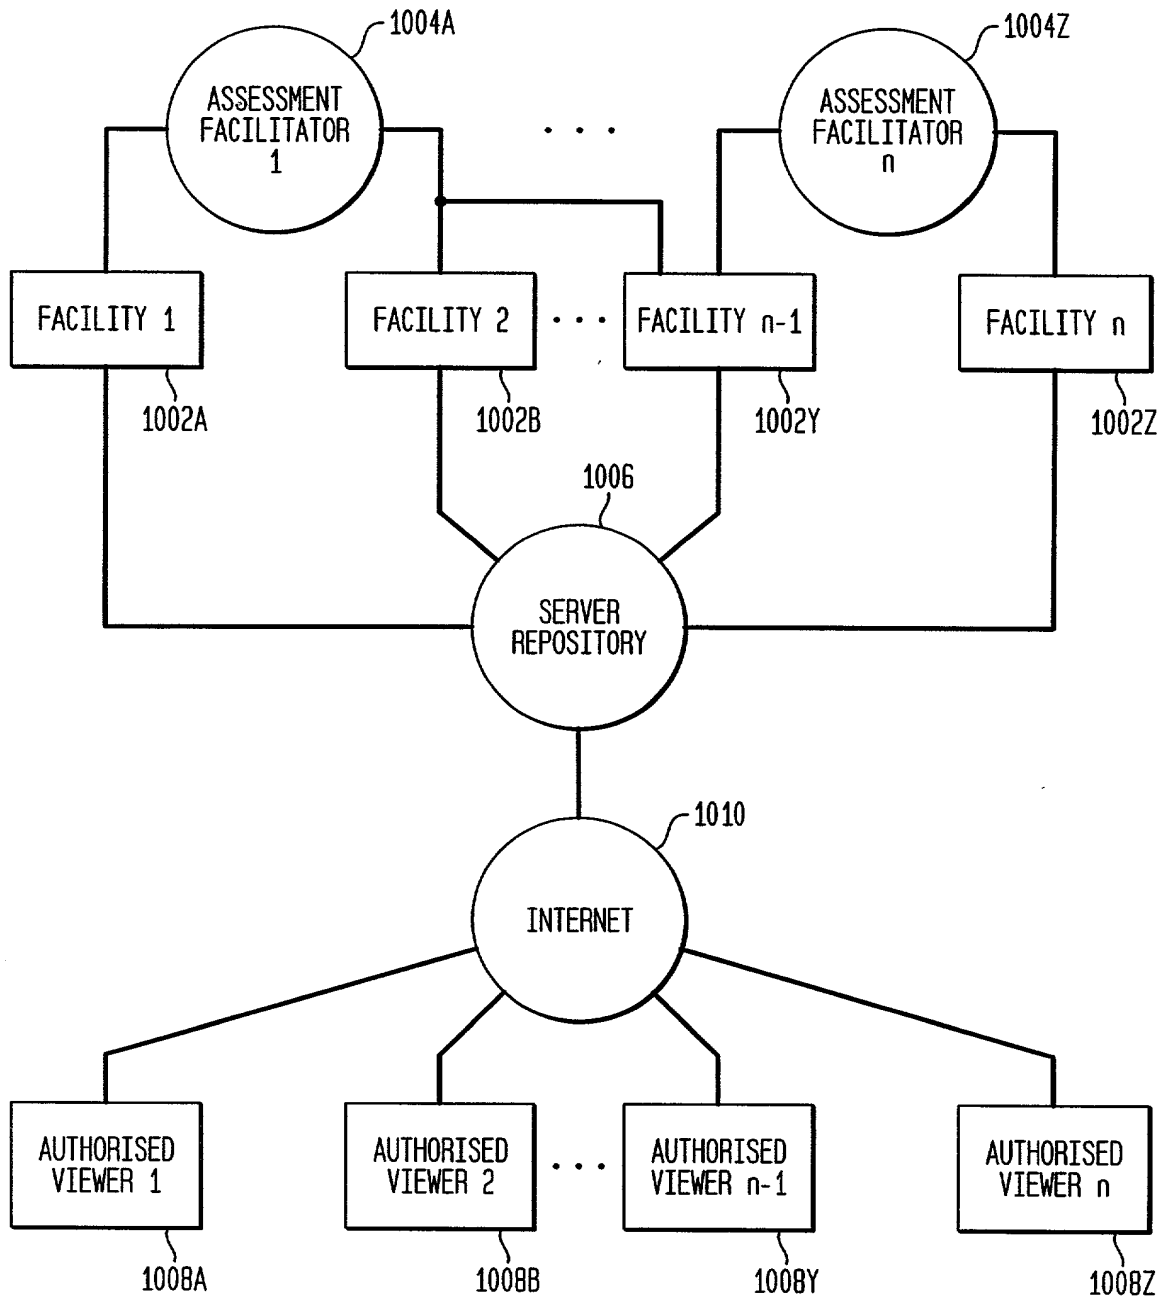 1004A
1004Z
ASSESSMENT
FACILITATOR
1
. . .
ASSESSMENT
FACILITATOR
n
FACILITY 1
FACILITY 2
. . .
FACILITY n-1
FACILITY n
1002A
1002B
1002Y
1002Z
1006
SERVER
REPOSITORY
1010
INTERNET
AUTHORISED
VIEWER 1
AUTHORISED
VIEWER 2
. . .
AUTHORISED
VIEWER n-1
AUTHORISED
VIEWER n
1008A
1008B
1008Y
1008Z